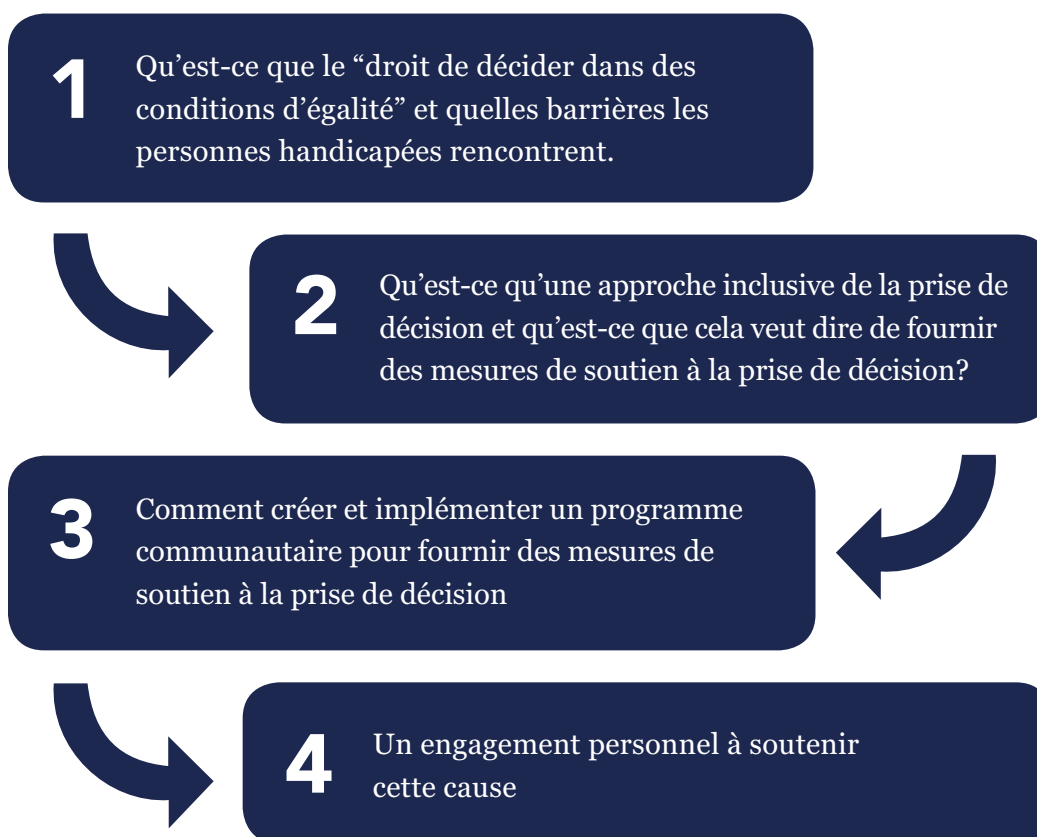 1
Qu’est-ce que le “droit de décider dans des
conditions d’égalité” et quelles barrières les
personnes handicapées rencontrent.
2
Qu’est-ce qu’une approche inclusive de la prise de
décision et qu’est-ce que cela veut dire de fournir
des mesures de soutien à la prise de décision?
3
Comment créer et implémenter un programme
communautaire pour fournir des mesures de
soutien à la prise de décision
4
Un engagement personnel à soutenir
cette cause